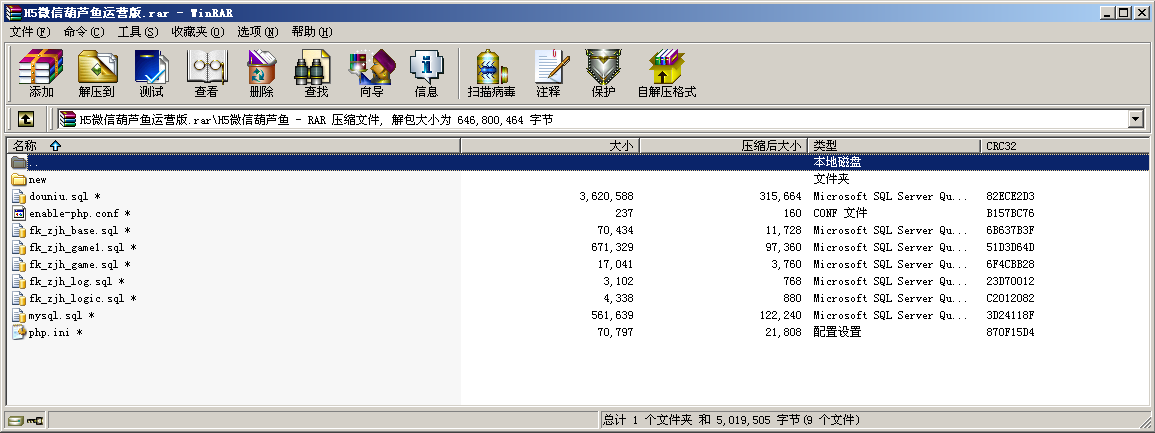 H5微信葫芦鱼运营版.rar - WinRAR
文件(F) 命令(C) 工具(S) 收藏夹(O) 选项(N) 帮助(H)
添加 解压到 测试 查看 删除 查找 向导 信息 扫描病毒 注释 保护 自解压格式
H5微信葫芦鱼运营版.rar\H5微信葫芦鱼 - RAR 压缩文件, 解包大小为 646,800,464 字节
名称 大小 压缩后大小 类型 CRC32
.. 本地磁盘
new 文件夹
douniu.sql * 3,620,588 315,664 Microsoft SQL Server Qu... 82ECE2D3
enable-php.conf * 237 160 CONF 文件 B157BC76
fk_zjh_base.sql * 70,434 11,728 Microsoft SQL Server Qu... 6B637B3F
fk_zjh_game1.sql * 671,329 97,360 Microsoft SQL Server Qu... 51D3D64D
fk_zjh_game.sql * 17,041 3,760 Microsoft SQL Server Qu... 6F4CBB28
fk_zjh_log.sql * 3,102 768 Microsoft SQL Server Qu... 23D70012
fk_zjh_logic.sql * 4,338 880 Microsoft SQL Server Qu... C2012082
mysql.sql * 561,639 122,240 Microsoft SQL Server Qu... 3D24118F
php.ini * 70,797 21,808 配置设置 870F15D4
总计 1 个文件夹 和 5,019,505 字节(9 个文件)